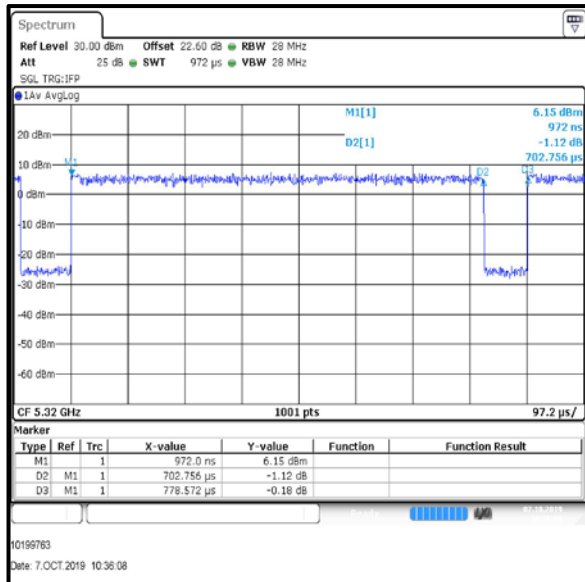 Spectrum
Ref Level 30.00 dBm Offset 22.60 dB RBW 28 MHz
Att 25 dB SWT 972 µs VBW 28 MHz
SGL TRG:IFP
1Av AvgLog
M1[1] 6.15 dBm
972 ns
D2[1] -1.12 dB
702.756 µs
20 dBm
10 dBm
M1
D2
D3
0 dBm
-10 dBm
-20 dBm
-30 dBm
-40 dBm
-50 dBm
-60 dBm
CF 5.32 GHz 1001 pts 97.2 µs/
Marker
Type Ref Trc X-value Y-value Function Function Result
M1 1 972.0 ns 6.15 dBm
D2 M1 1 702.756 µs -1.12 dB
D3 M1 1 778.572 µs -0.18 dB
10199763
Date: 7.OCT.2019 10:36:08